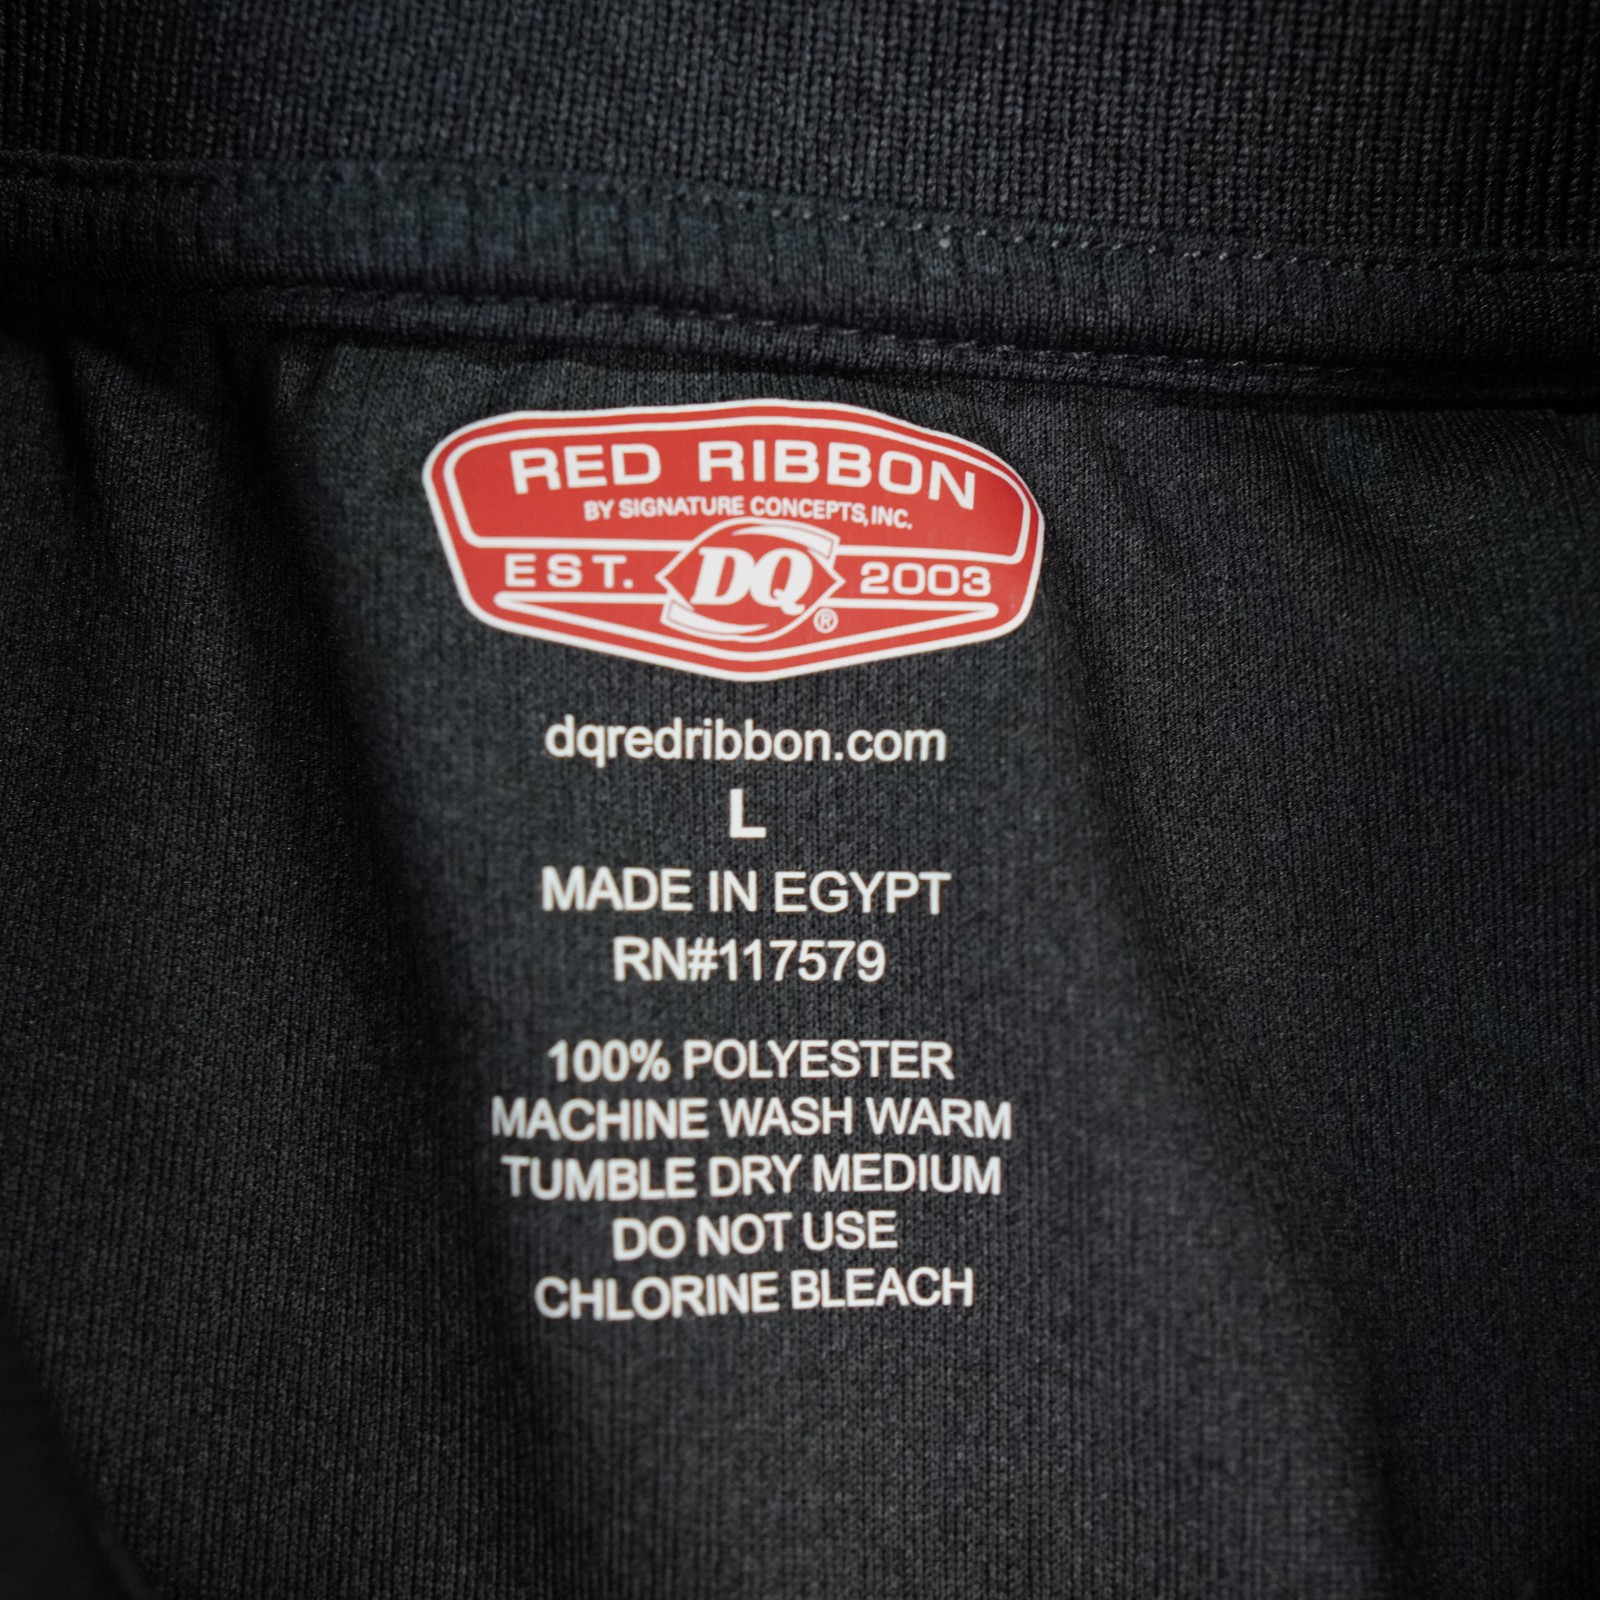 RED RIBBON
BY SIGNATURE CONCEPTS, INC.
EST. DQ® 2003
dqredribbon.com
L
MADE IN EGYPT
RN#117579
100% POLYESTER
MACHINE WASH WARM
TUMBLE DRY MEDIUM
DO NOT USE
CHLORINE BLEACH